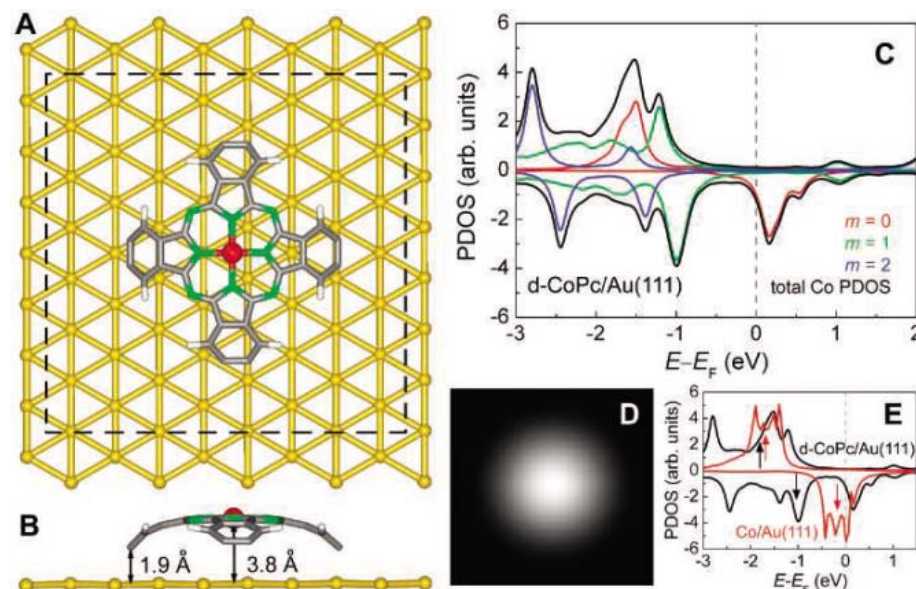 A
B
1.9 Å
3.8 Å
C
PDOS (arb. units)
6
4
2
0
-2
-4
-6
m = 0
m = 1
m = 2
d-CoPc/Au(111)
total Co PDOS
-3
-2
-1
0
1
2
E–E_F (eV)
D
E
PDOS (arb. units)
6
4
2
0
-2
-4
-6
d-CoPc/Au(111)
Co/Au(111)
-3
-2
-1
0
1
E-E_F (eV)